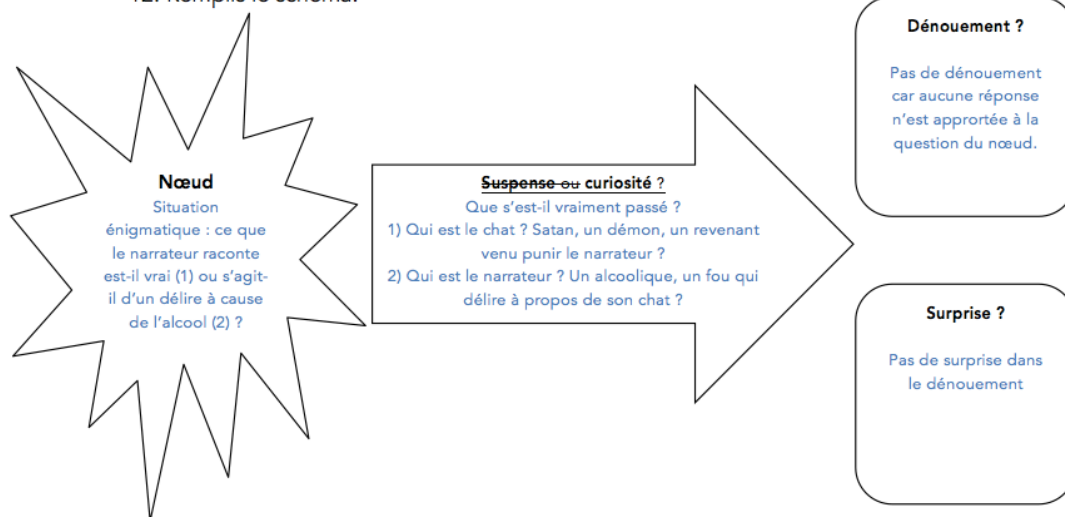 12. Remplis le schéma.
Nœud
Situation
énigmatique : ce que
le narrateur raconte
est-il vrai (1) ou s'agit-
il d'un délire à cause
de l'alcool (2) ?
Suspense ou curiosité ?
Que s'est-il vraiment passé ?
1) Qui est le chat ? Satan, un démon, un revenant
venu punir le narrateur ?
2) Qui est le narrateur ? Un alcoolique, un fou qui
délire à propos de son chat ?
Dénouement ?
Pas de dénouement
car aucune réponse
n'est apprortée à la
question du nœud.
Surprise ?
Pas de surprise dans
le dénouement